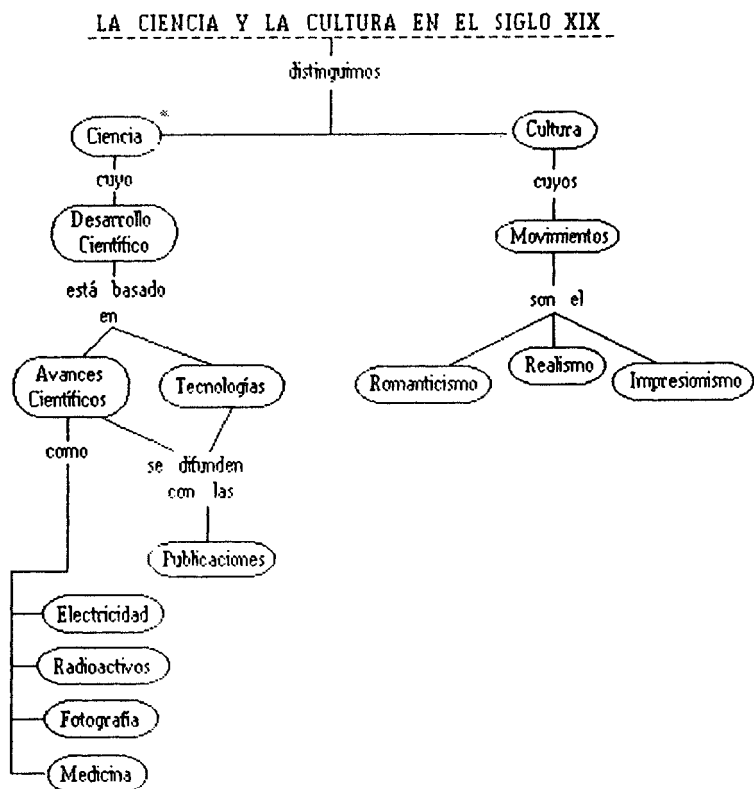 LA CIENCIA Y LA CULTURA EN EL SIGLO XIX
distinguimos
Ciencia
Cultura
cuyo
cuyos
Desarrollo
Científico
Movimientos
está basado
en
son el
Avances
Científicos
Tecnologías
Romanticismo
Realismo
Impresionismo
como
se difunden
con las
Publicaciones
Electricidad
Radioactivos
Fotografía
Medicina